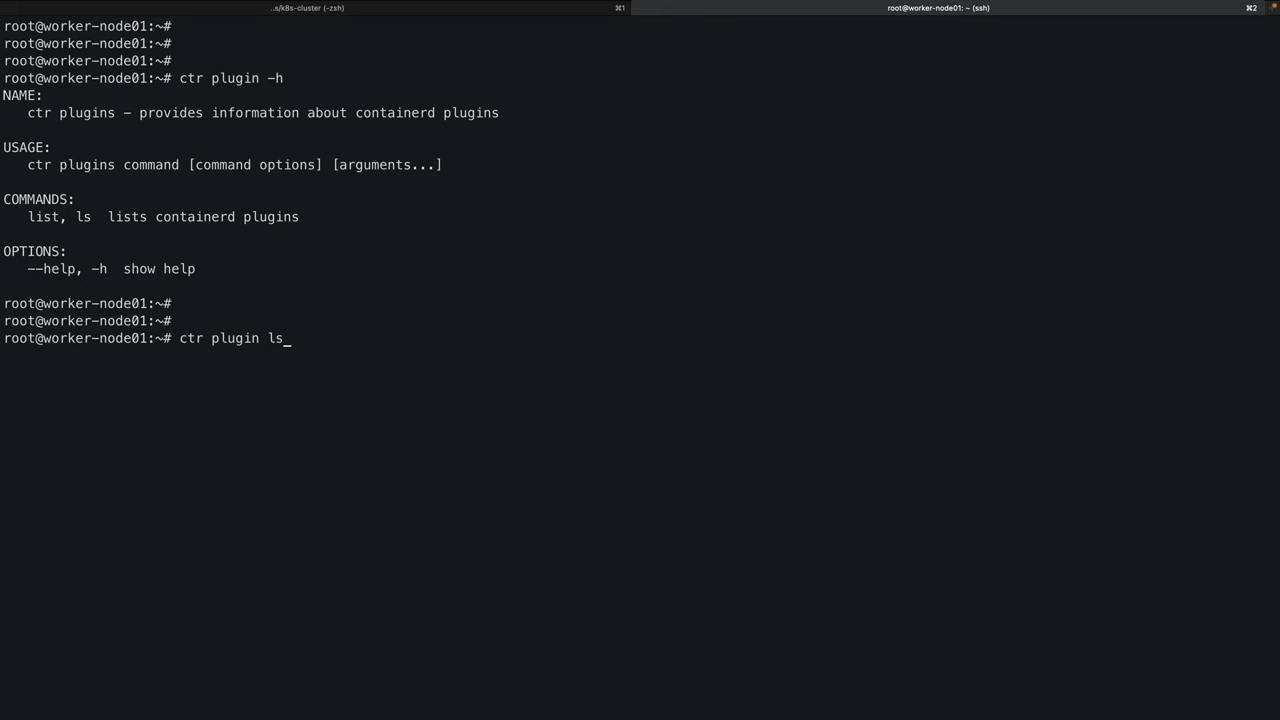 ..s/k8s-cluster (-zsh) ⌘1 root@worker-node01: ~ (ssh) ⌘2
root@worker-node01:~#
root@worker-node01:~#
root@worker-node01:~#
root@worker-node01:~# ctr plugin -h
NAME:
   ctr plugins - provides information about containerd plugins

USAGE:
   ctr plugins command [command options] [arguments...]

COMMANDS:
   list, ls  lists containerd plugins

OPTIONS:
   --help, -h  show help

root@worker-node01:~#
root@worker-node01:~#
root@worker-node01:~# ctr plugin ls_